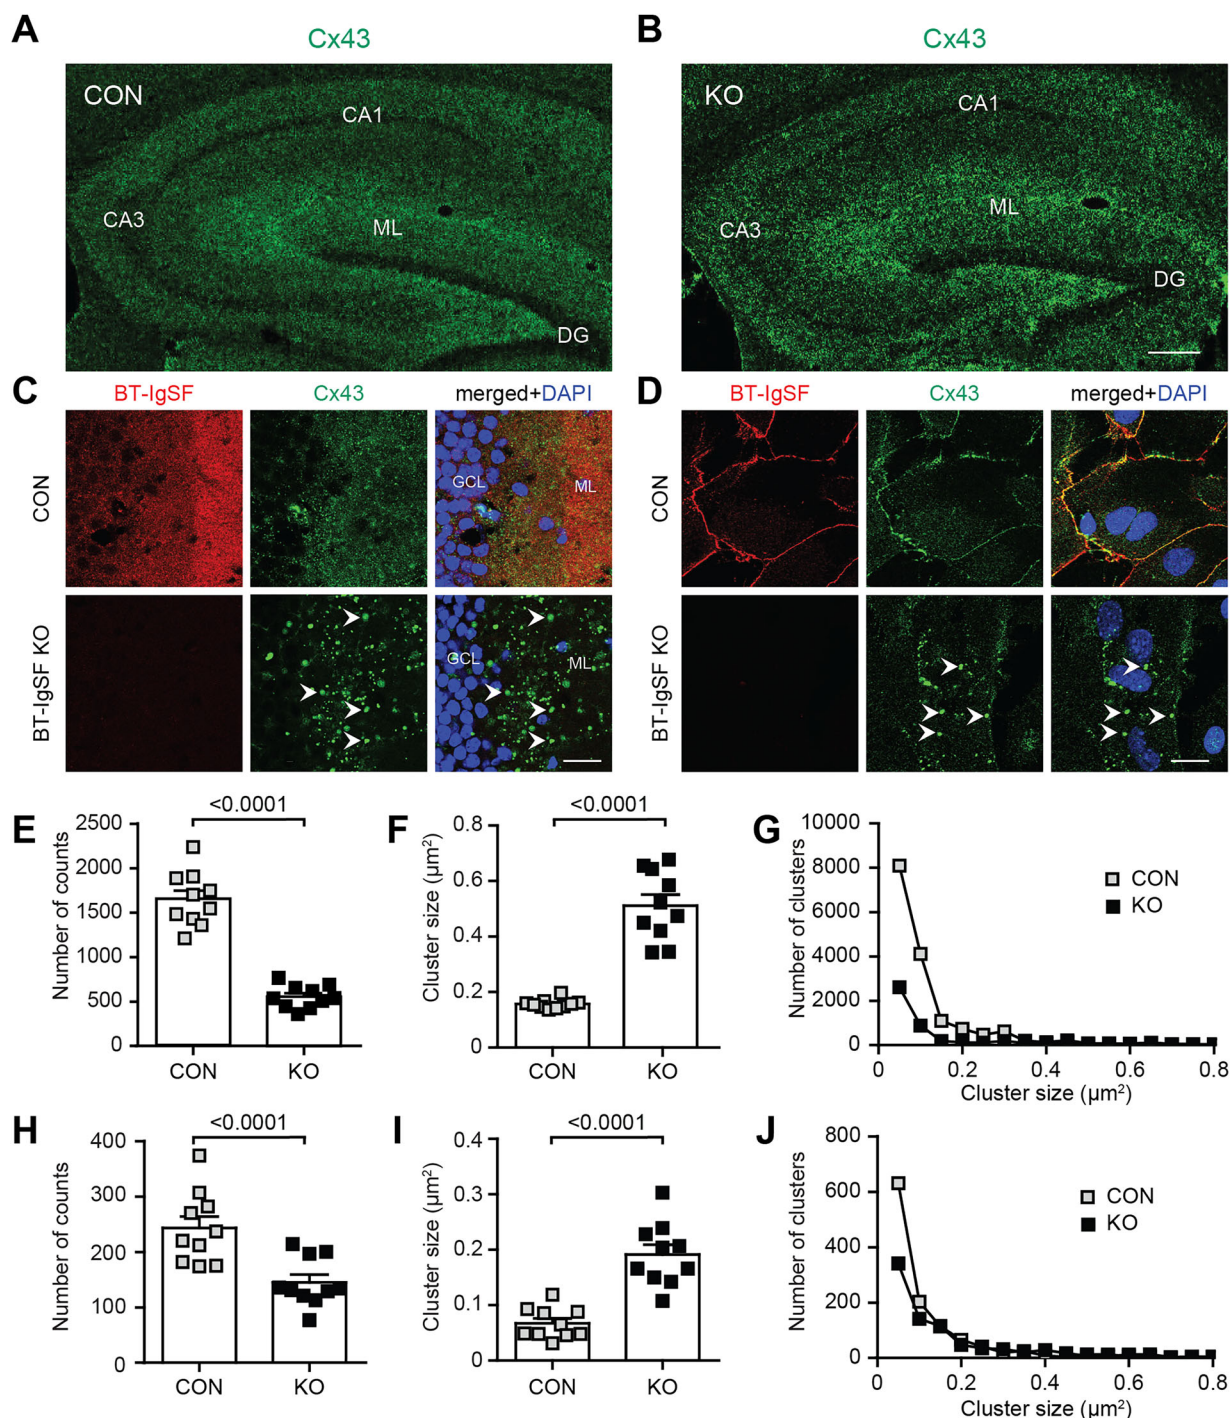 A
Cx43
CON
CA1
CA3
ML
DG
B
Cx43
KO
CA1
CA3
ML
DG
C
BT-IgSF
Cx43
merged+DAPI
CON
GCL
ML
BT-IgSF KO
GCL
ML
D
BT-IgSF
Cx43
merged+DAPI
CON
BT-IgSF KO
E
<0.0001
Number of counts
2500
2000
1500
1000
500
0
CON
KO
F
<0.0001
Cluster size (µm²)
0.8
0.6
0.4
0.2
0
CON
KO
G
Number of clusters
10000
8000
6000
4000
2000
0
CON
KO
0
0.2
0.4
0.6
0.8
Cluster size (µm²)
H
<0.0001
Number of counts
400
300
200
100
0
CON
KO
I
<0.0001
Cluster size (µm²)
0.4
0.3
0.2
0.1
0
CON
KO
J
Number of clusters
800
600
400
200
0
CON
KO
0
0.2
0.4
0.6
0.8
Cluster size (µm²)